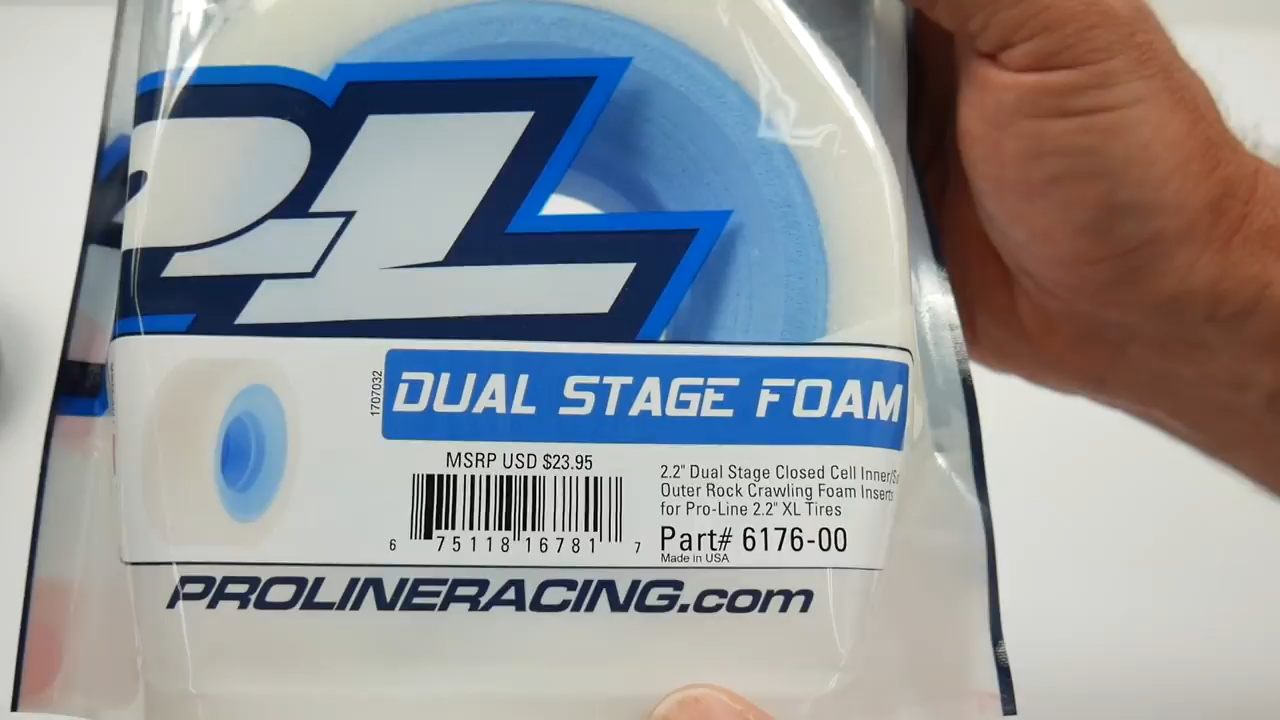 PL
DUAL STAGE FOAM
1707032
MSRP USD $23.95
6 75118 16781 7
2.2" Dual Stage Closed Cell
Outer Rock Crawling Foam Inserts
for Pro-Line 2.2" XL Tires
Part# 6176-00
Made in USA
PROLINERACING.com